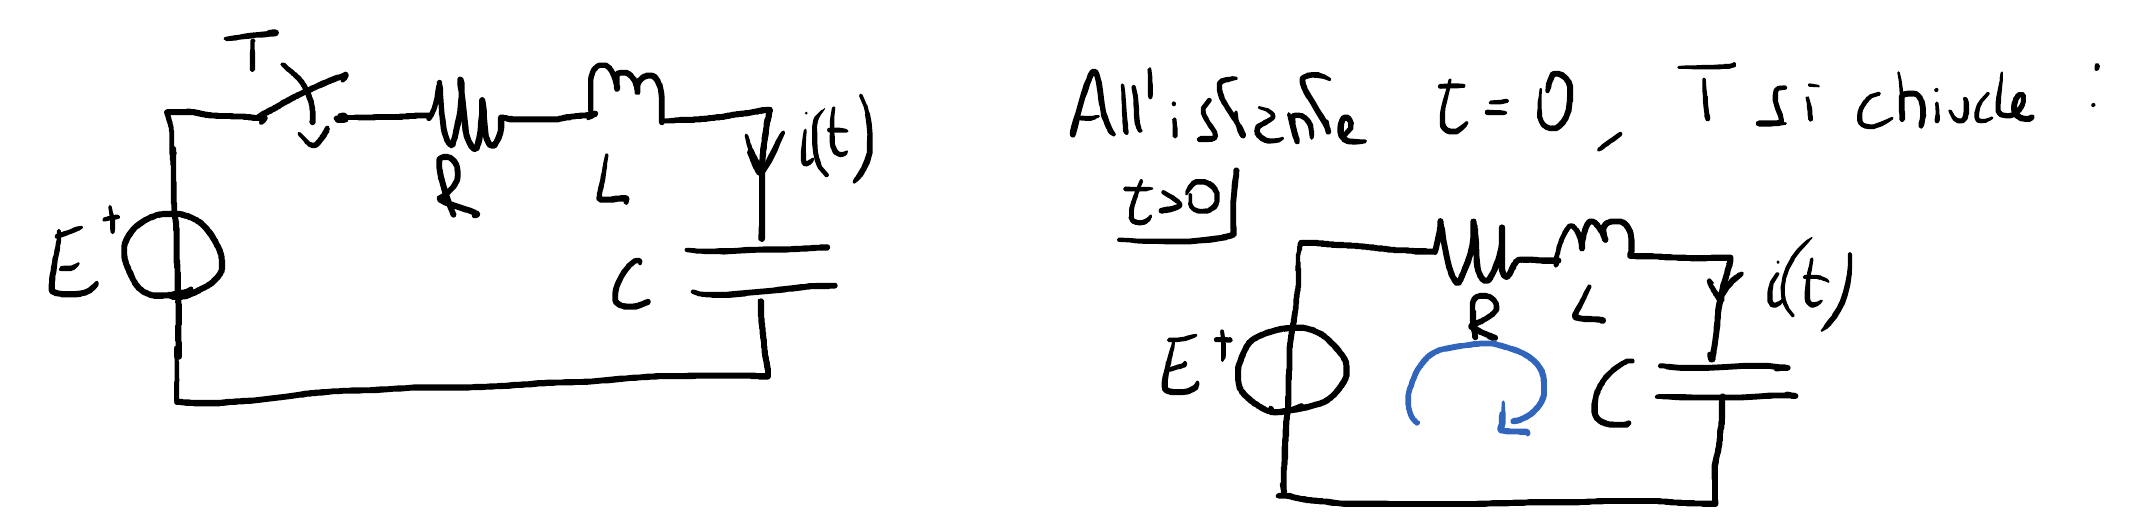 T
R
L
i(t)
E +
C
All'istante t=0, T si chiude :
t>0
R
L
i(t)
E +
C